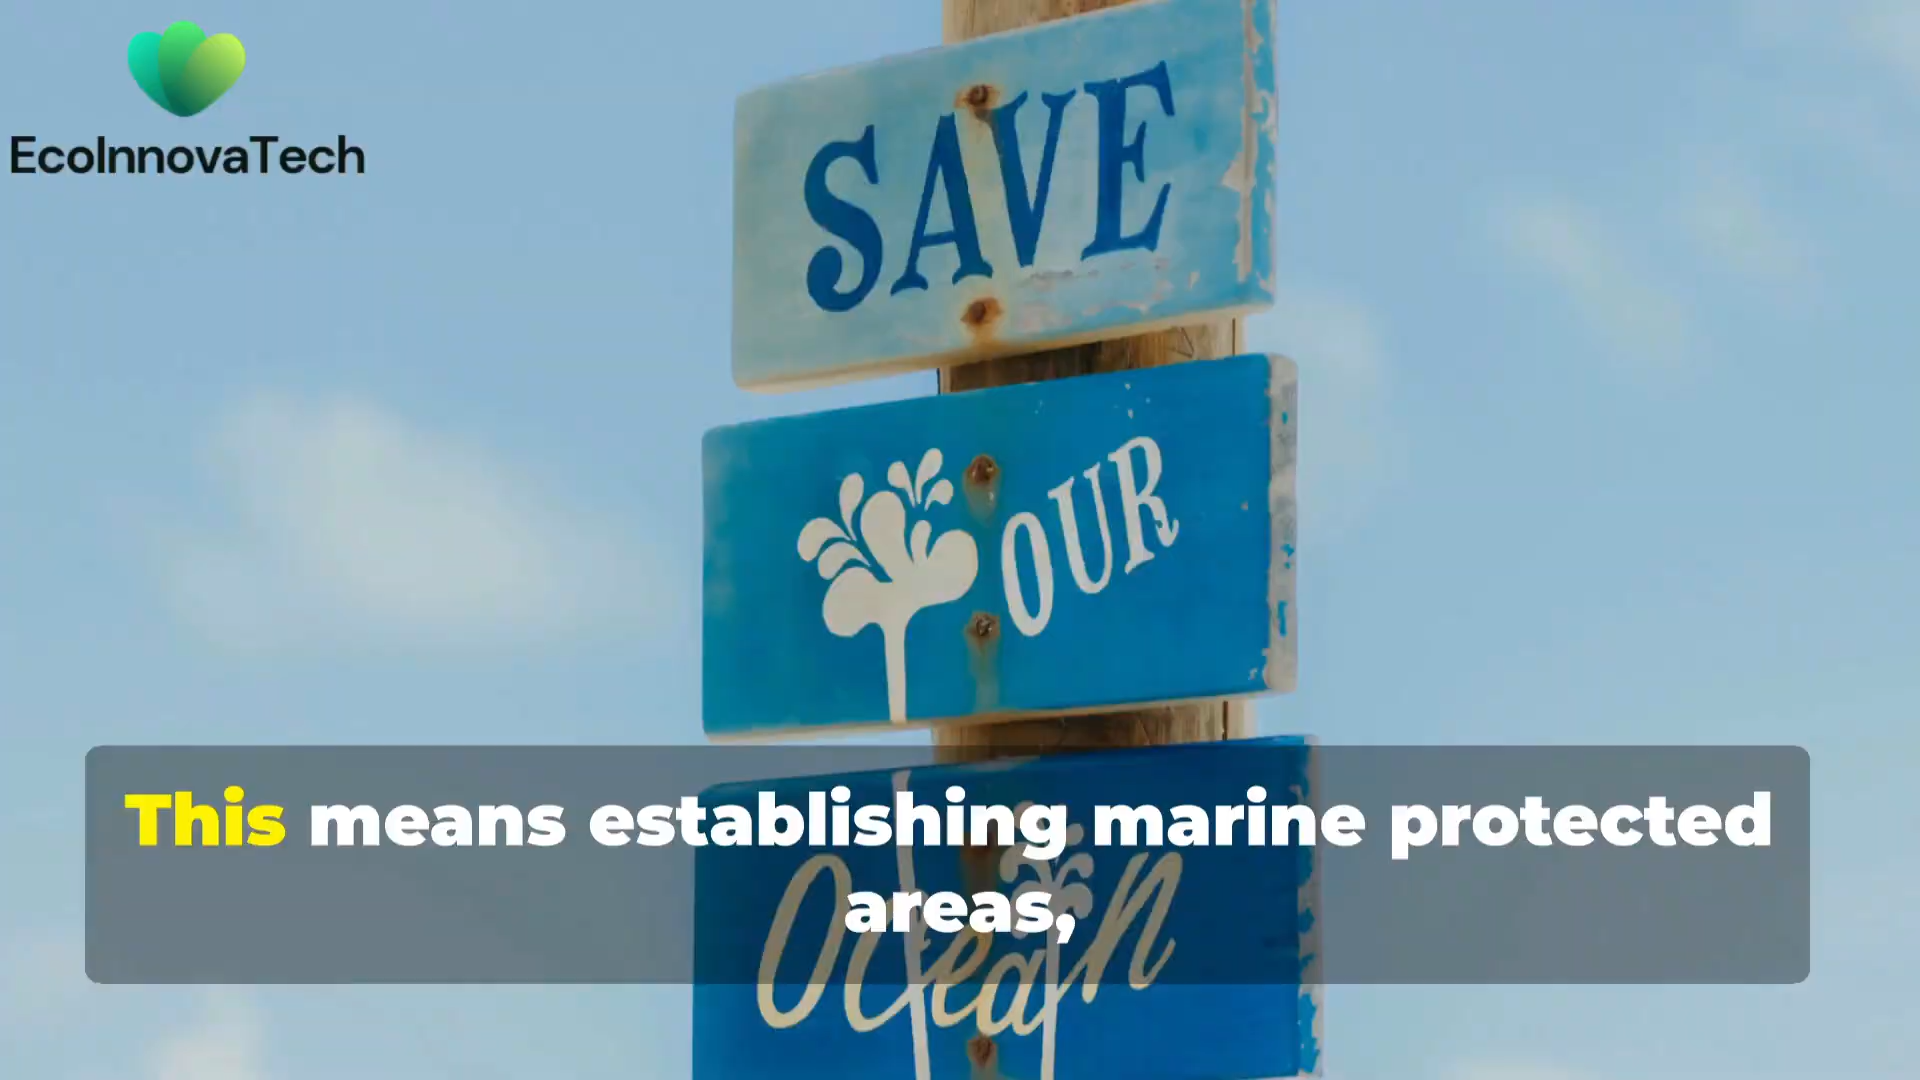 EcoInnovaTech
SAVE
OUR
Ocean
This means establishing marine protected
areas,